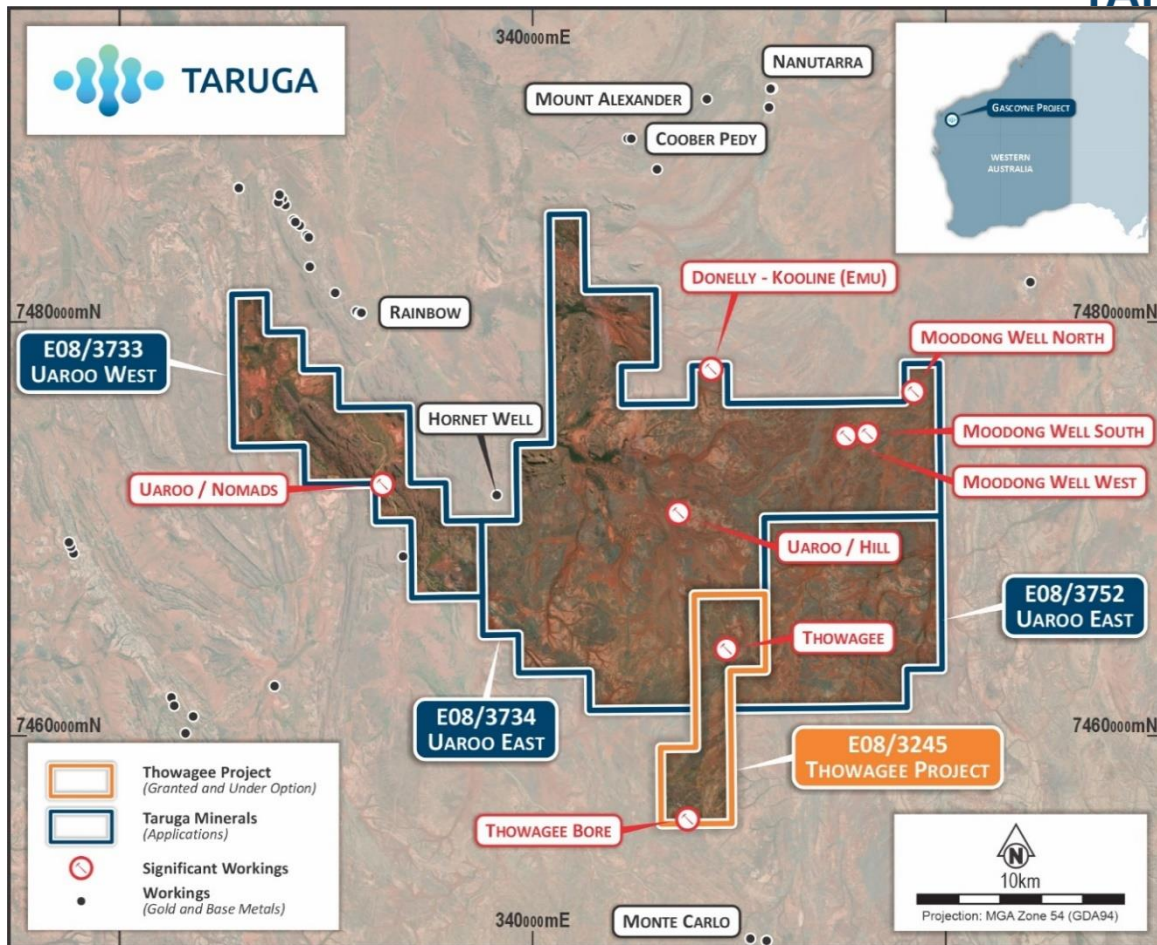 TARUGA
340000mE
NANUTARRA
MOUNT ALEXANDER
COOBER PEDY
GASCOYNE PROJECT
WESTERN
AUSTRALIA
7480000mN
7480000mN
DONELLY - KOOLINE (EMU)
RAINBOW
MOODONG WELL NORTH
E08/3733
UAROO WEST
HORNET WELL
MOODONG WELL SOUTH
MOODONG WELL WEST
UAROO / NOMADS
UAROO / HILL
E08/3752
UAROO EAST
THOWAGEE
E08/3734
UAROO EAST
7460000mN
7460000mN
E08/3245
THOWAGEE PROJECT
THOWAGEE BORE
Thowagee Project
(Granted and Under Option)
Taruga Minerals
(Applications)
Significant Workings
Workings
(Gold and Base Metals)
340000mE
MONTE CARLO
N
10km
Projection: MGA Zone 54 (GDA94)